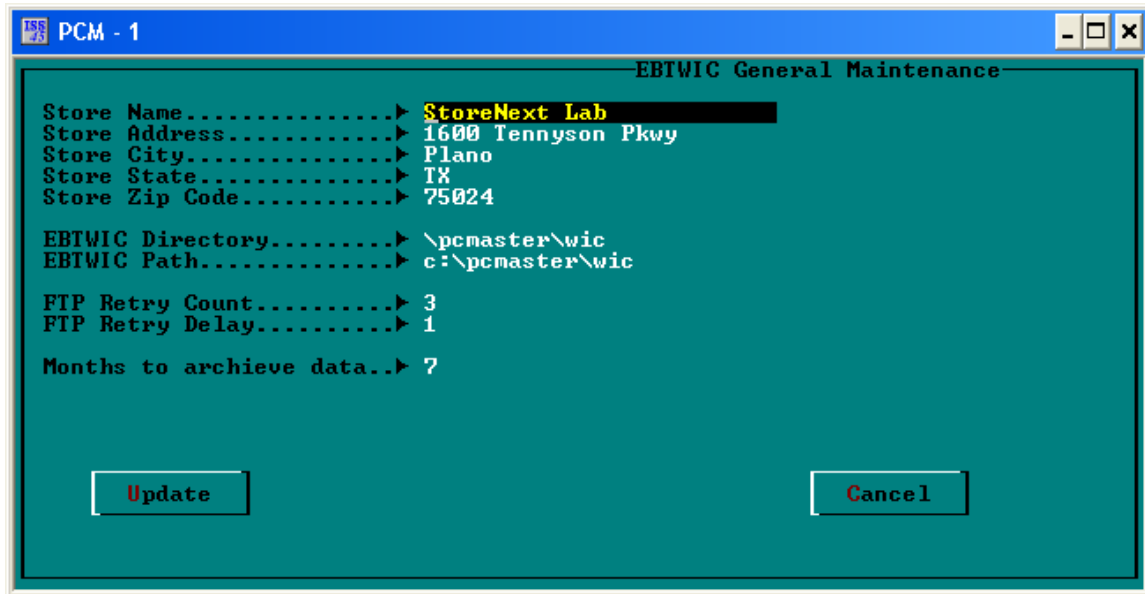 ISS 45 PCM - 1
EBTWIC General Maintenance
Store Name...............► StoreNext Lab
Store Address............► 1600 Tennyson Pkwy
Store City...............► Plano
Store State..............► TX
Store Zip Code...........► 75024
EBTWIC Directory.........► \pcmaster\wic
EBTWIC Path..............► c:\pcmaster\wic
FTP Retry Count..........► 3
FTP Retry Delay..........► 1
Months to archieve data..► 7
Update Cancel